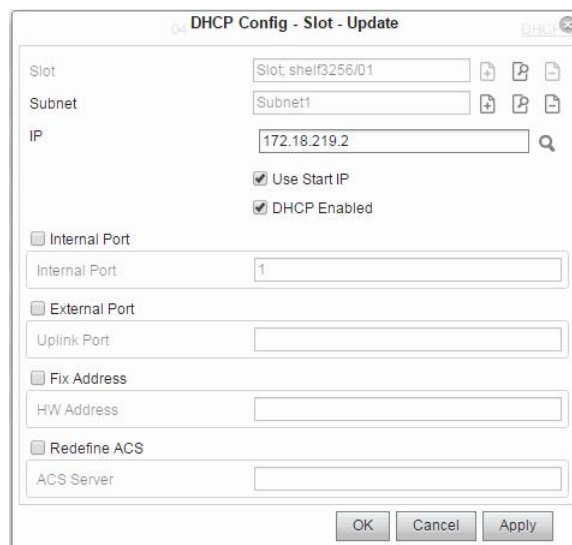 DHCP Config - Slot - Update
04
DHCP
Slot
Slot; shelf3256/01
Subnet
Subnet1
IP
172.18.219.2
Use Start IP
DHCP Enabled
Internal Port
Internal Port
1
External Port
Uplink Port
Fix Address
HW Address
Redefine ACS
ACS Server
OK
Cancel
Apply